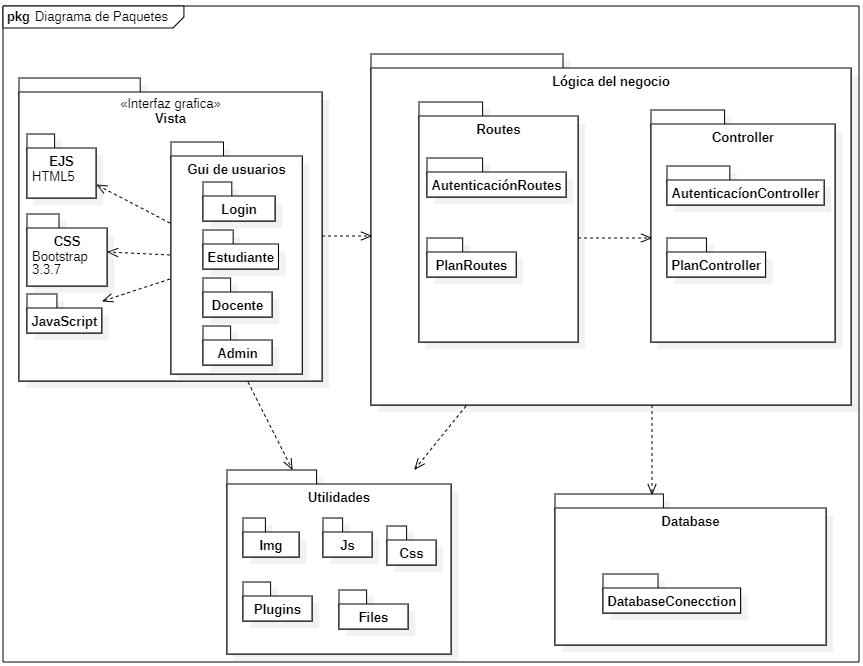 pkg Diagrama de Paquetes
«Interfaz grafica»
Vista
EJS
HTML5
CSS
Bootstrap
3.3.7
JavaScript
Gui de usuarios
Login
Estudiante
Docente
Admin
Lógica del negocio
Routes
AutenticaciónRoutes
PlanRoutes
Controller
AutenticacíonController
PlanController
Utilidades
Img
Js
Css
Plugins
Files
Database
DatabaseConecction